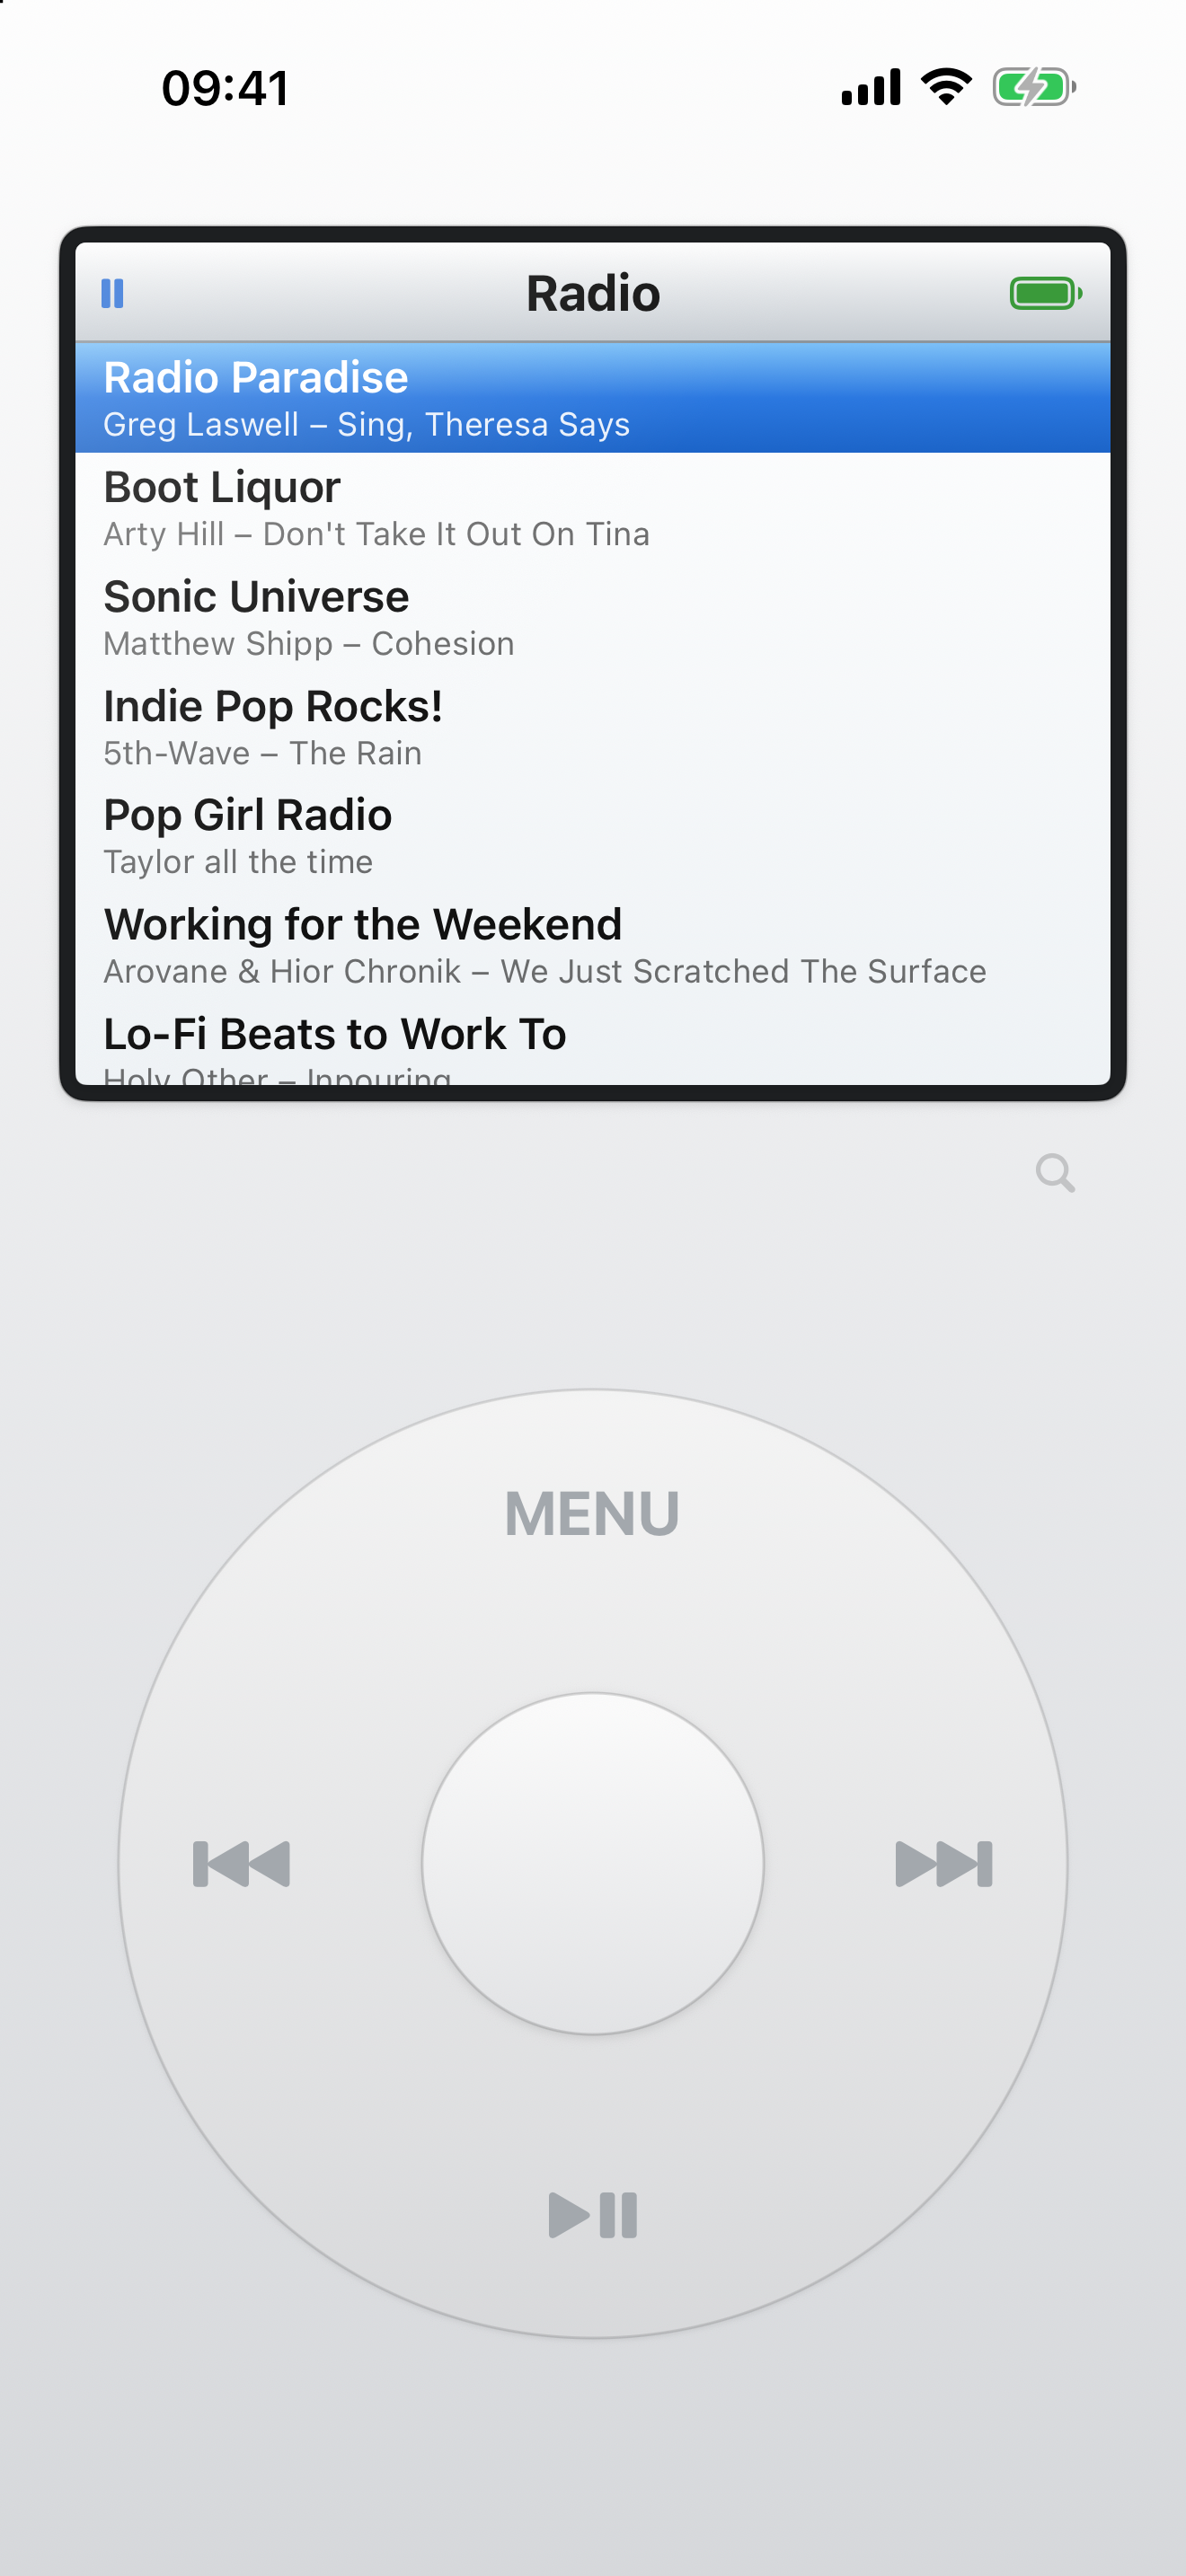 09:41
Radio
Radio Paradise
Greg Laswell – Sing, Theresa Says
Boot Liquor
Arty Hill – Don't Take It Out On Tina
Sonic Universe
Matthew Shipp – Cohesion
Indie Pop Rocks!
5th-Wave – The Rain
Pop Girl Radio
Taylor all the time
Working for the Weekend
Arovane & Hior Chronik – We Just Scratched The Surface
Lo-Fi Beats to Work To
Holy Other – Inpouring
MENU